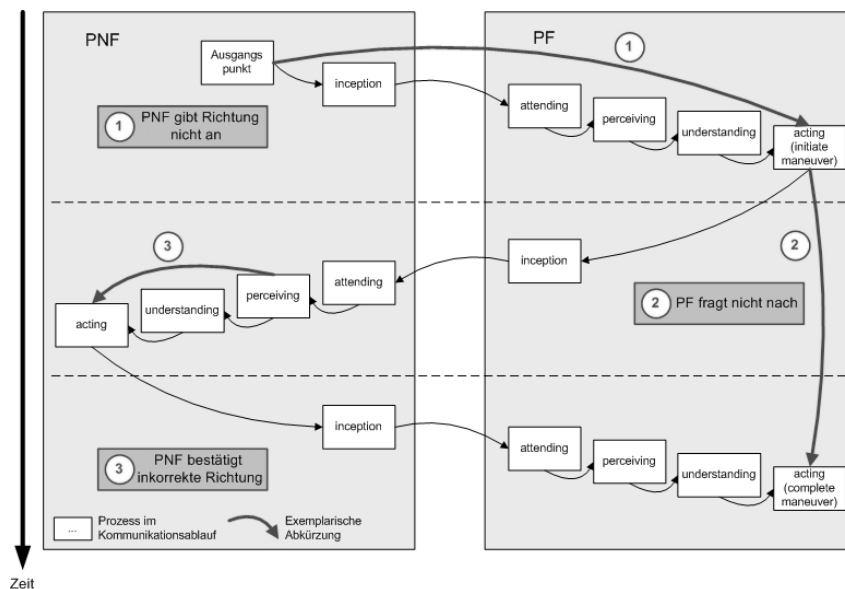 PNF
PF
Ausgangs
punkt
1
inception
attending
perceiving
understanding
acting
(initiate
maneuver)
1
PNF gibt Richtung
nicht an
3
2
inception
attending
perceiving
understanding
acting
2
PF fragt nicht nach
inception
attending
perceiving
understanding
acting
(complete
maneuver)
3
PNF bestätigt
inkorrekte Richtung
...
Prozess im
Kommunikationsablauf
Exemplarische
Abkürzung
Zeit